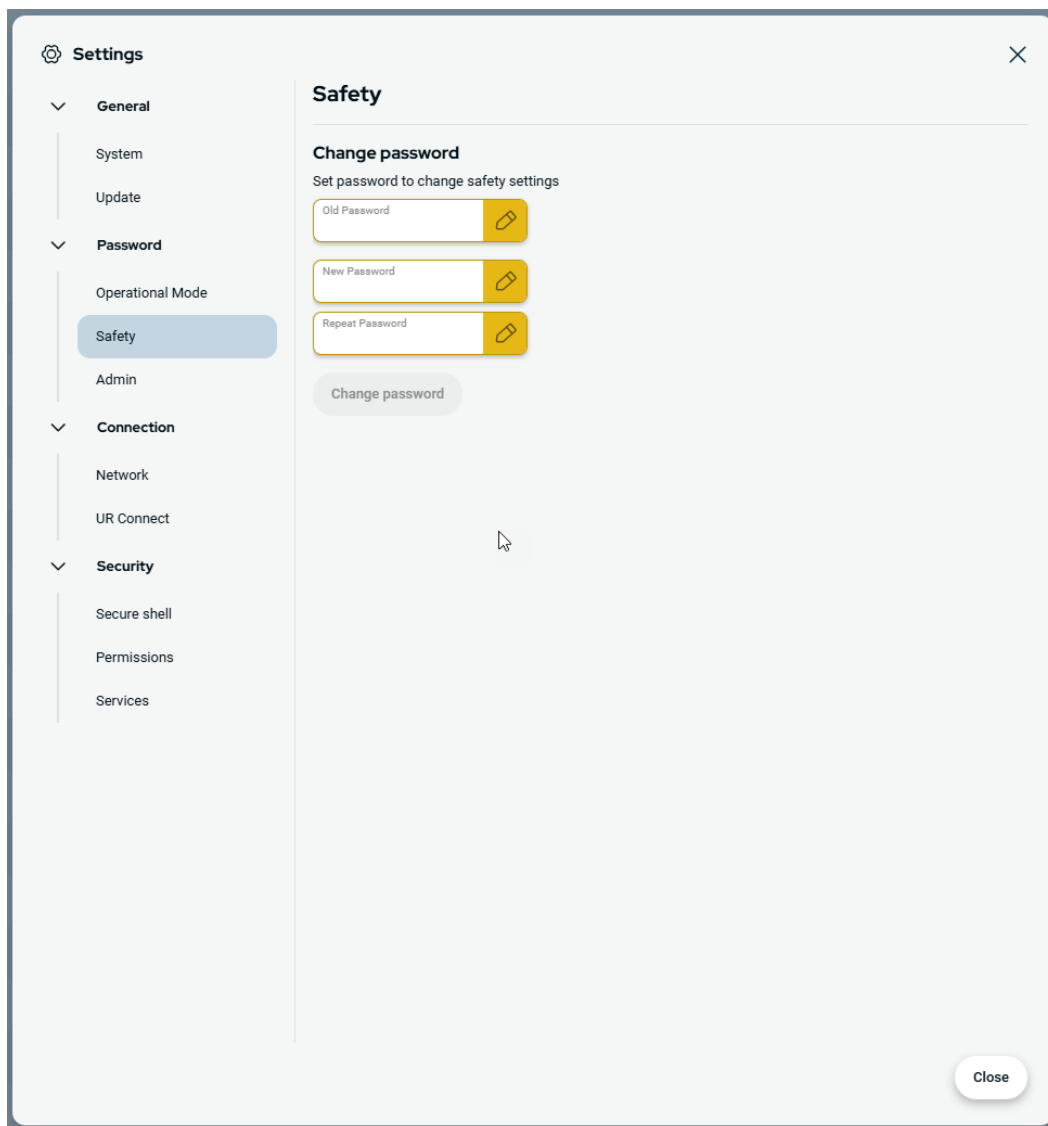 Settings
General
System
Update
Password
Operational Mode
Safety
Admin
Connection
Network
UR Connect
Security
Secure shell
Permissions
Services
Safety
Change password
Set password to change safety settings
Old Password
New Password
Repeat Password
Change password
Close